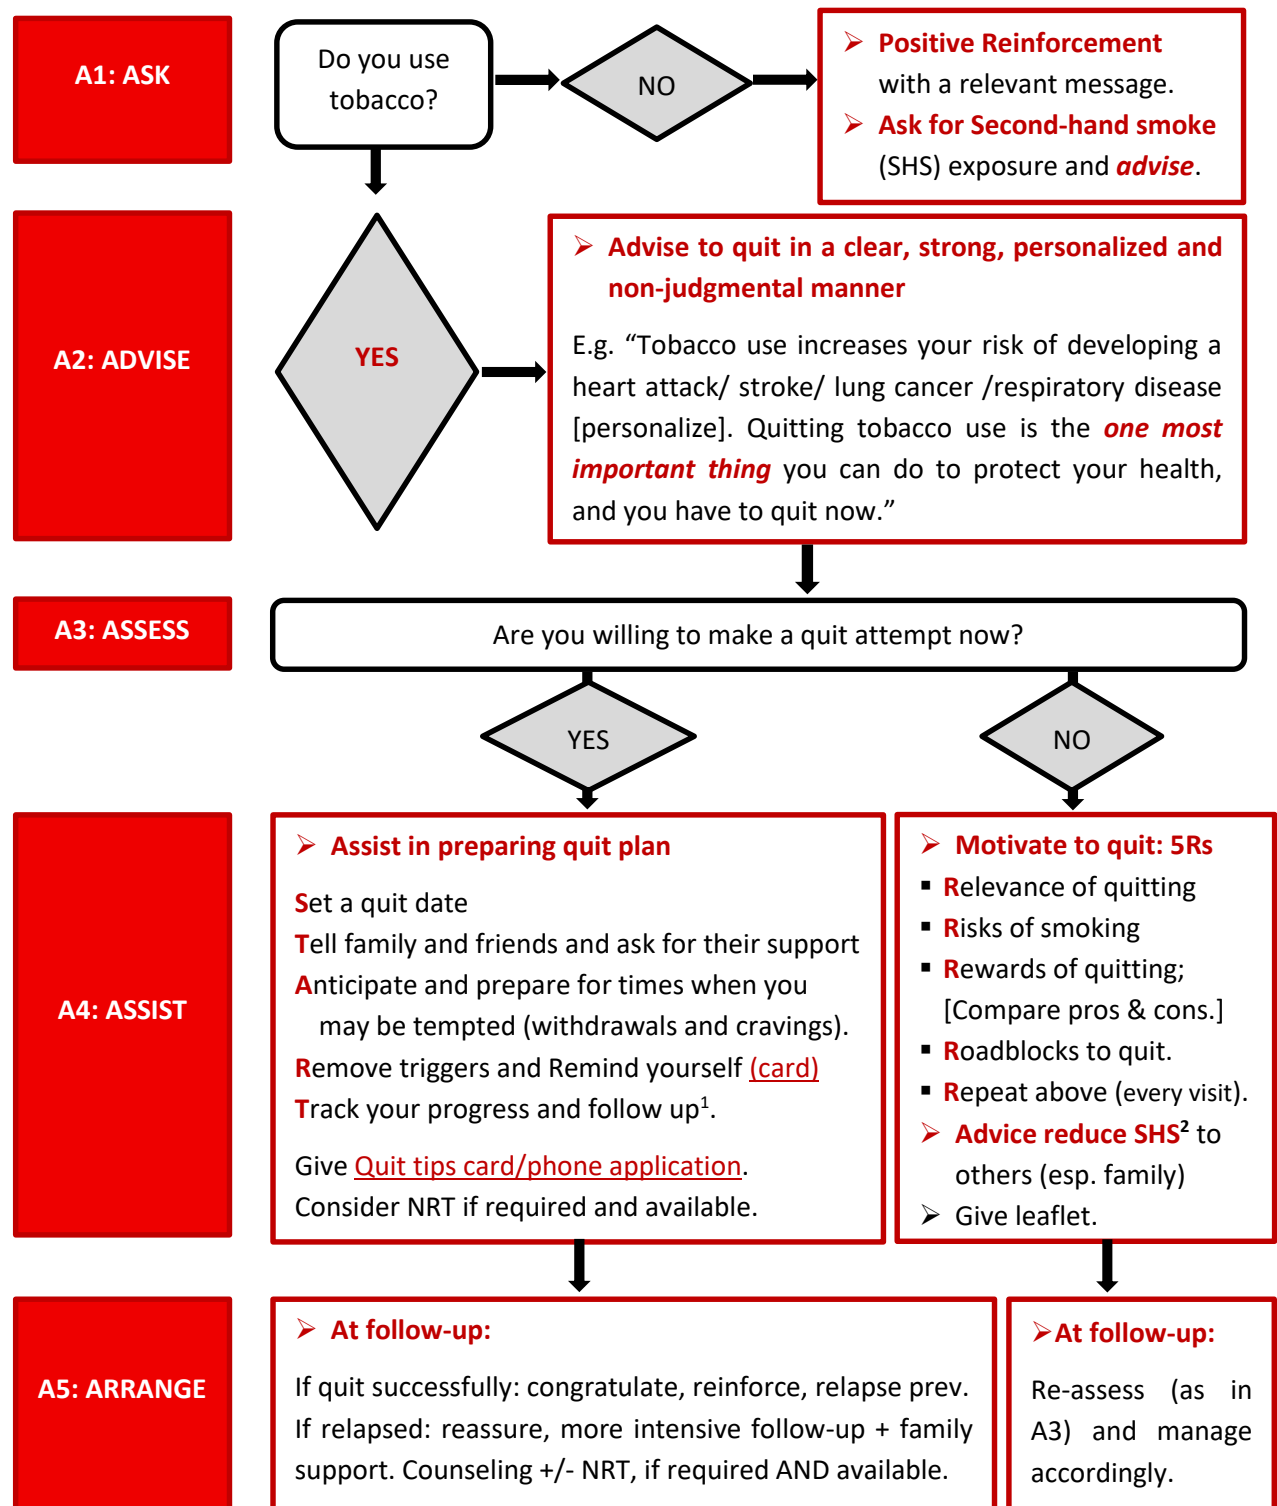 A1: ASK
Do you use
tobacco?
NO
➢ Positive Reinforcement
with a relevant message.
➢ Ask for Second-hand smoke
(SHS) exposure and advise.
A2: ADVISE
YES
➢ Advise to quit in a clear, strong, personalized and
non-judgmental manner
E.g. “Tobacco use increases your risk of developing a
heart attack/ stroke/ lung cancer /respiratory disease
[personalize]. Quitting tobacco use is the one most
important thing you can do to protect your health,
and you have to quit now.”
A3: ASSESS
Are you willing to make a quit attempt now?
YES
NO
A4: ASSIST
➢ Assist in preparing quit plan
Set a quit date
Tell family and friends and ask for their support
Anticipate and prepare for times when you
may be tempted (withdrawals and cravings).
Remove triggers and Remind yourself (card)
Track your progress and follow up¹.
Give Quit tips card/phone application.
Consider NRT if required and available.
➢ Motivate to quit: 5Rs
▪ Relevance of quitting
▪ Risks of smoking
▪ Rewards of quitting;
[Compare pros & cons.]
▪ Roadblocks to quit.
▪ Repeat above (every visit).
➢ Advice reduce SHS² to
others (esp. family)
➢ Give leaflet.
A5: ARRANGE
➢ At follow-up:
If quit successfully: congratulate, reinforce, relapse prev.
If relapsed: reassure, more intensive follow-up + family
support. Counseling +/- NRT, if required AND available.
➢At follow-up:
Re-assess (as in
A3) and manage
accordingly.